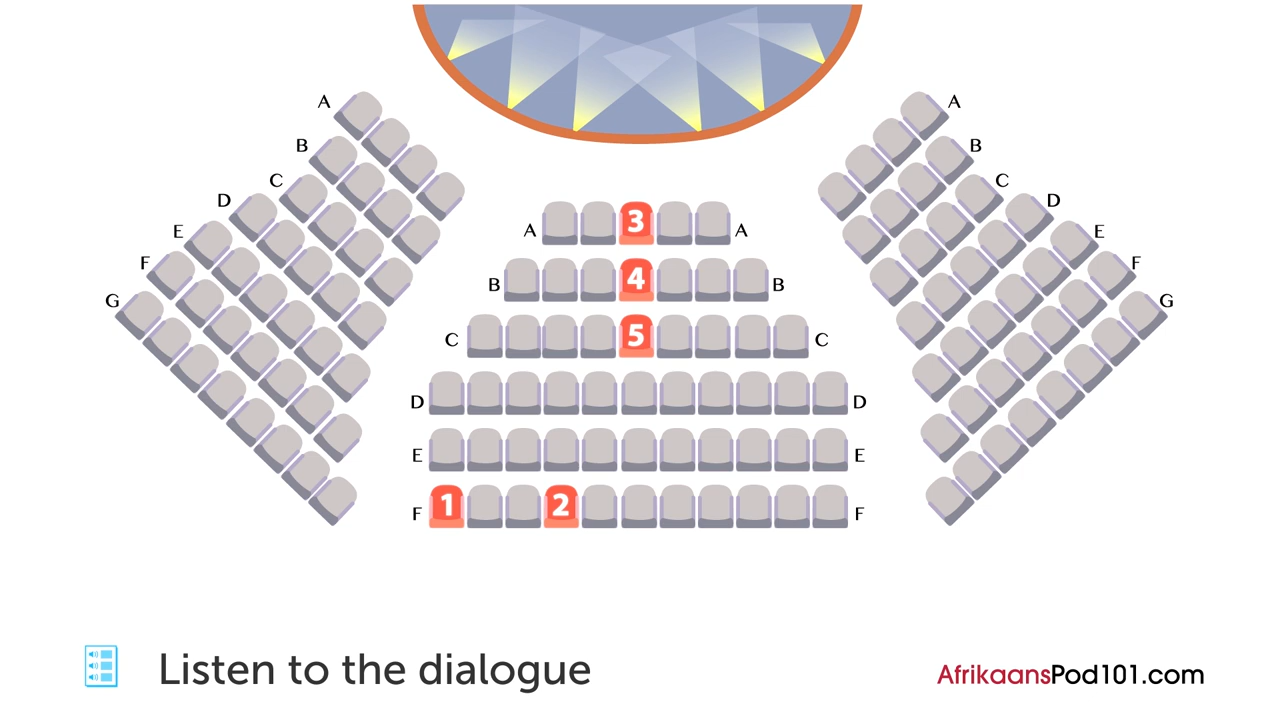 A
A
B
B
C
C
D
D
A 3 A
E
E
F
F
B 4 B
G
G
C 5 C
D D
E E
F 1 2 F
Listen to the dialogue
AfrikaansPod101.com